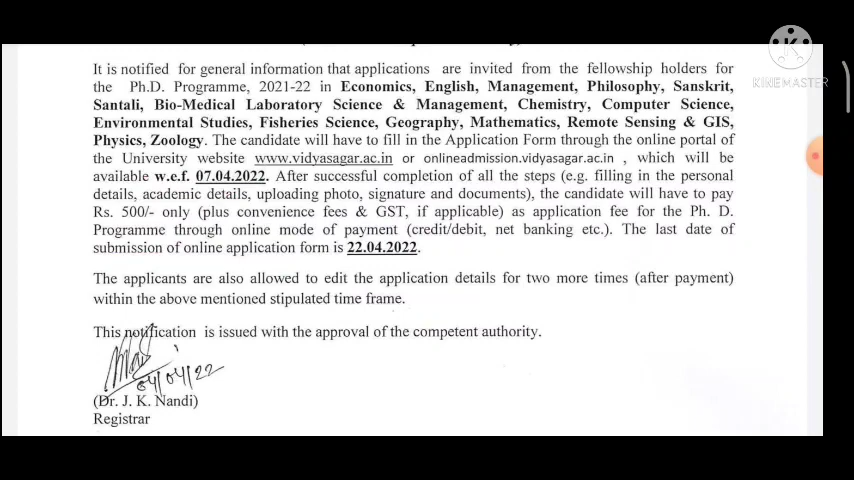 It is notified for general information that applications are invited from the fellowship holders for
the Ph.D. Programme, 2021-22 in Economics, English, Management, Philosophy, Sanskrit,
Santali, Bio-Medical Laboratory Science & Management, Chemistry, Computer Science,
Environmental Studies, Fisheries Science, Geography, Mathematics, Remote Sensing & GIS,
Physics, Zoology. The candidate will have to fill in the Application Form through the online portal of
the University website www.vidyasagar.ac.in or onlineadmission.vidyasagar.ac.in , which will be
available w.e.f. 07.04.2022. After successful completion of all the steps (e.g. filling in the personal
details, academic details, uploading photo, signature and documents), the candidate will have to pay
Rs. 500/- only (plus convenience fees & GST, if applicable) as application fee for the Ph. D.
Programme through online mode of payment (credit/debit, net banking etc.). The last date of
submission of online application form is 22.04.2022.
The applicants are also allowed to edit the application details for two more times (after payment)
within the above mentioned stipulated time frame.
This notification is issued with the approval of the competent authority.
04/04/22
(Dr. J. K. Nandi)
Registrar
KINEMASTER